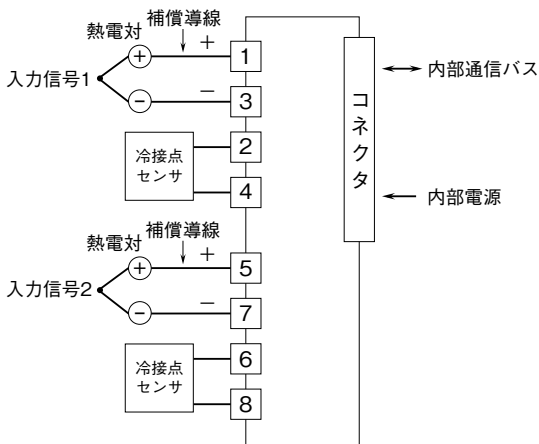 熱電対
補償導線
入力信号1
+
+
1
−
−
3
冷接点
センサ
2
4
熱電対
補償導線
入力信号2
+
+
5
−
−
7
冷接点
センサ
6
8
コネクタ
内部通信バス
内部電源